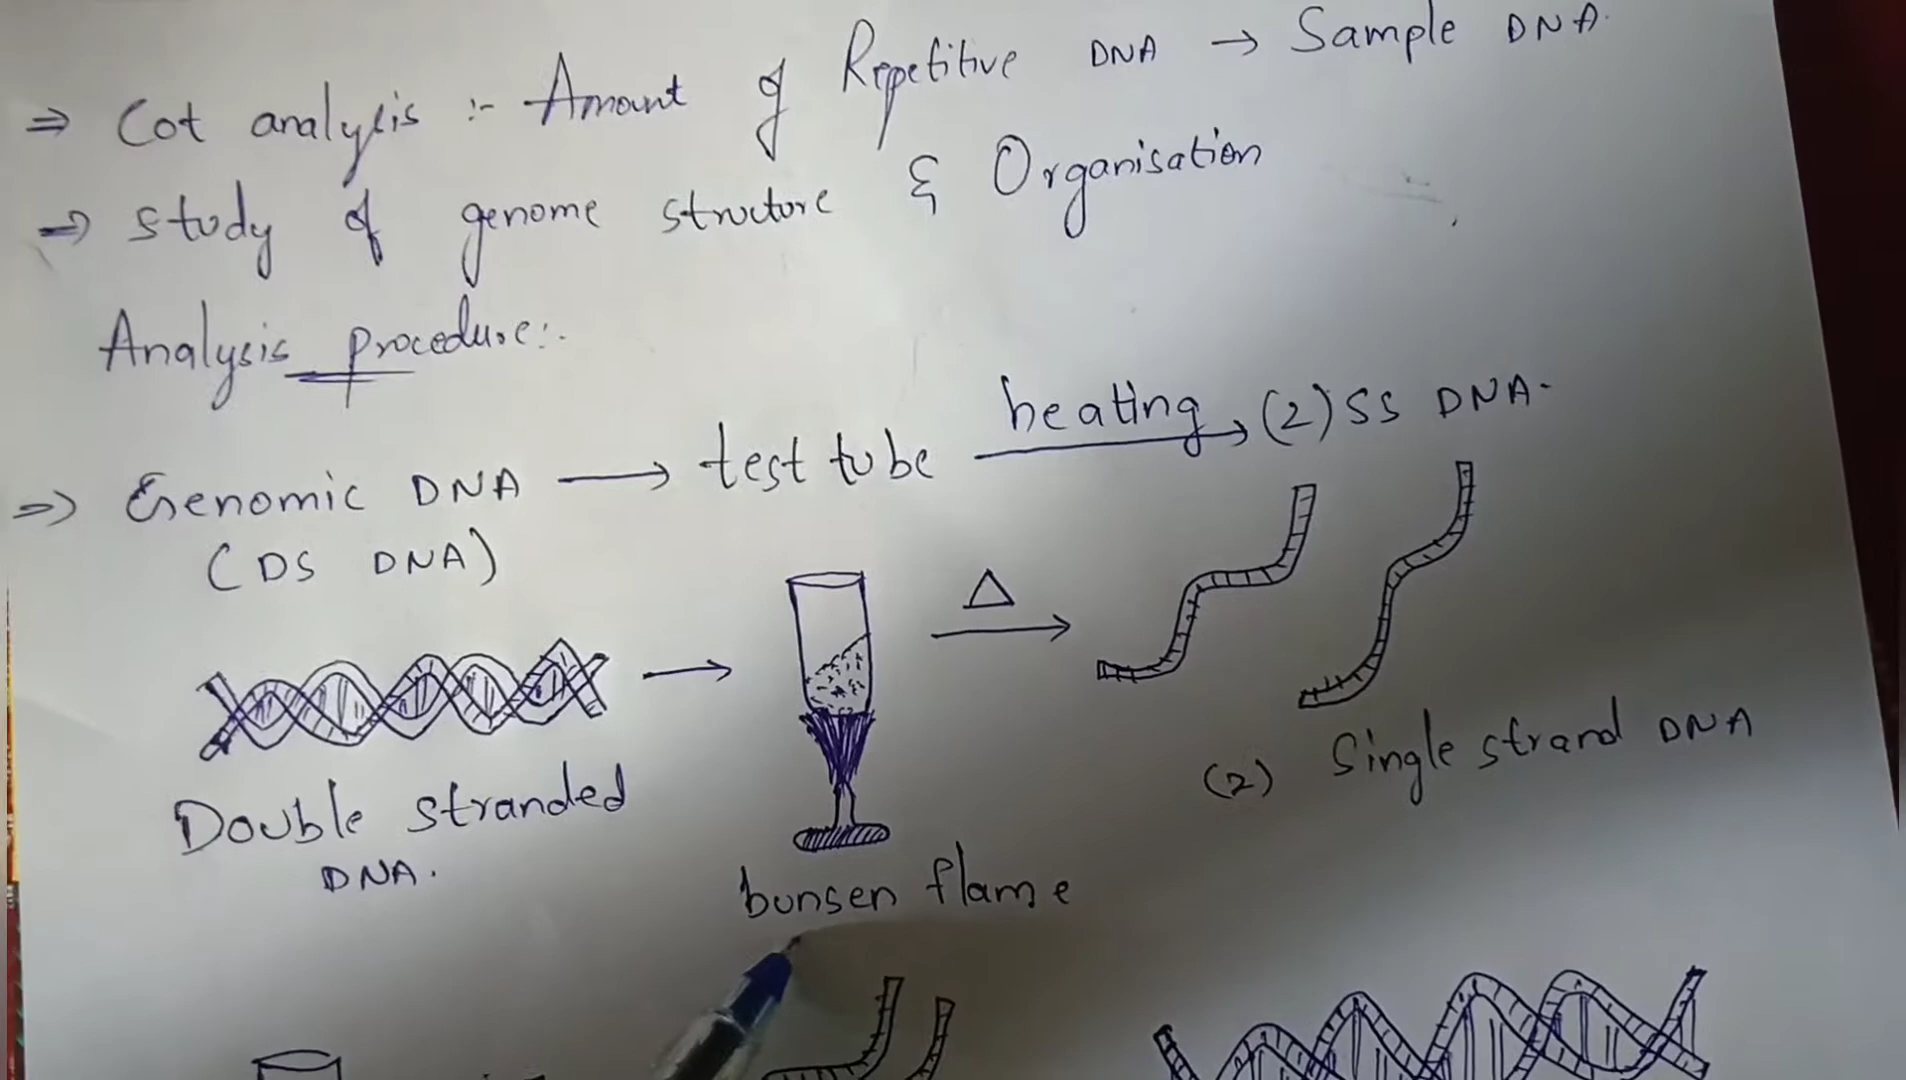 ⇒ Cot analysis :- Amount of Repetitive DNA → Sample DNA.
⇒ study of genome structure & Organisation
Analysis procedure:-
⇒ Genomic DNA → test tube heating → (2) SS DNA.
(DS DNA)
→ Δ →
Double stranded
DNA.
(2) Single strand DNA
bunsen flame